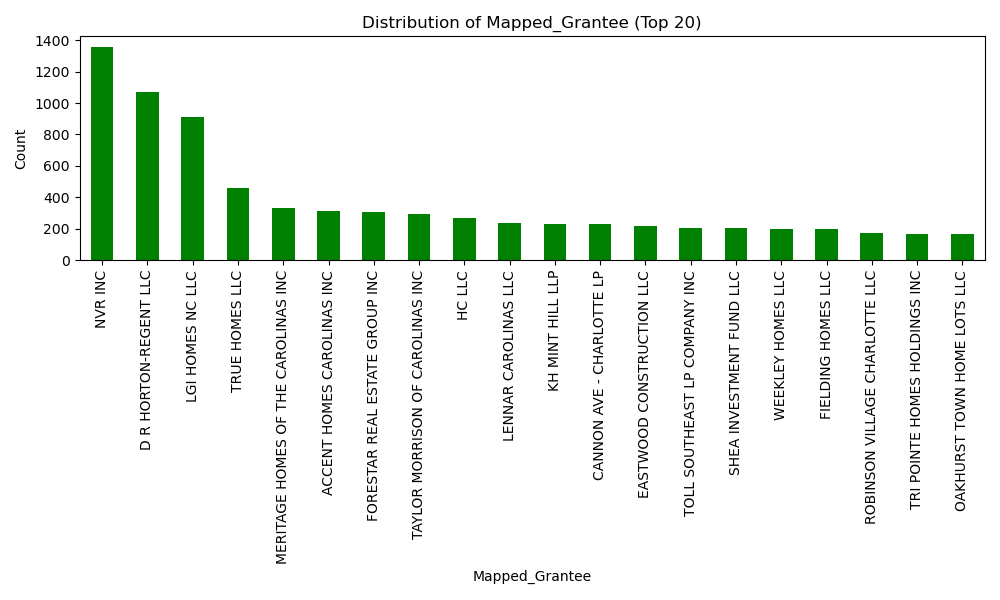 Distribution of Mapped_Grantee (Top 20)
Count
1400
1200
1000
800
600
400
200
0
NVR INC
D R HORTON-REGENT LLC
LGI HOMES NC LLC
TRUE HOMES LLC
MERITAGE HOMES OF THE CAROLINAS INC
ACCENT HOMES CAROLINAS INC
FORESTAR REAL ESTATE GROUP INC
TAYLOR MORRISON OF CAROLINAS INC
HC LLC
LENNAR CAROLINAS LLC
KH MINT HILL LLP
CANNON AVE - CHARLOTTE LP
EASTWOOD CONSTRUCTION LLC
TOLL SOUTHEAST LP COMPANY INC
SHEA INVESTMENT FUND LLC
WEEKLEY HOMES LLC
FIELDING HOMES LLC
ROBINSON VILLAGE CHARLOTTE LLC
TRI POINTE HOMES HOLDINGS INC
OAKHURST TOWN HOME LOTS LLC
Mapped_Grantee